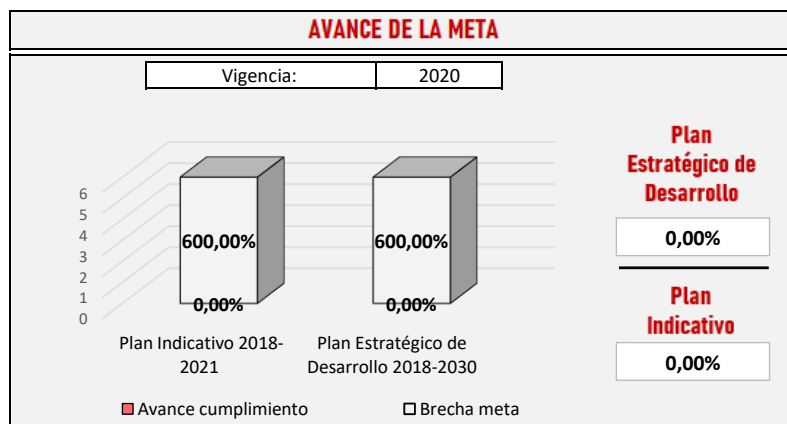 AVANCE DE LA META
Vigencia: 2020
6
5
4
3
2
1
0
600,00%
0,00%
600,00%
0,00%
Plan Indicativo 2018-
2021
Plan Estratégico de
Desarrollo 2018-2030
Avance cumplimiento
Brecha meta
Plan
Estratégico de
Desarrollo
0,00%
Plan
Indicativo
0,00%